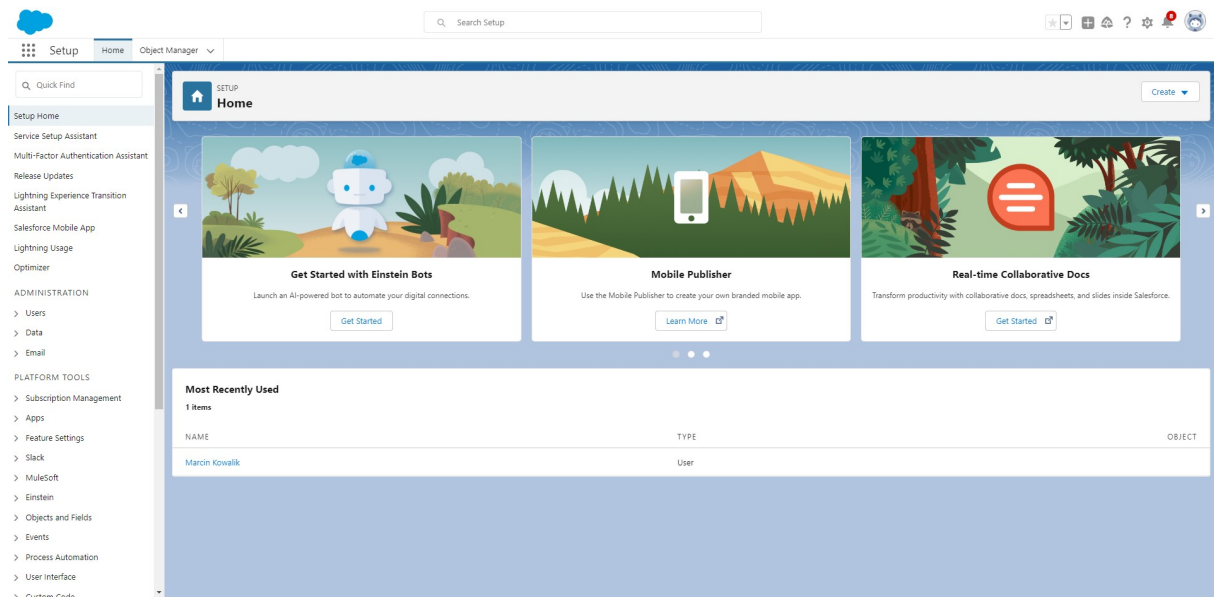 Search Setup
8
Setup
Home
Object Manager
Quick Find
Setup Home
Service Setup Assistant
Multi-Factor Authentication Assistant
Release Updates
Lightning Experience Transition
Assistant
Salesforce Mobile App
Lightning Usage
Optimizer
ADMINISTRATION
Users
Data
Email
PLATFORM TOOLS
Subscription Management
Apps
Feature Settings
Slack
MuleSoft
Einstein
Objects and Fields
Events
Process Automation
User Interface
Custom Code
SETUP
Home
Create
Get Started with Einstein Bots
Launch an AI-powered bot to automate your digital connections.
Get Started
Mobile Publisher
Use the Mobile Publisher to create your own branded mobile app.
Learn More
Real-time Collaborative Docs
Transform productivity with collaborative docs, spreadsheets, and slides inside Salesforce.
Get Started
Most Recently Used
1 items
NAME TYPE OBJECT
Marcin Kowalik User